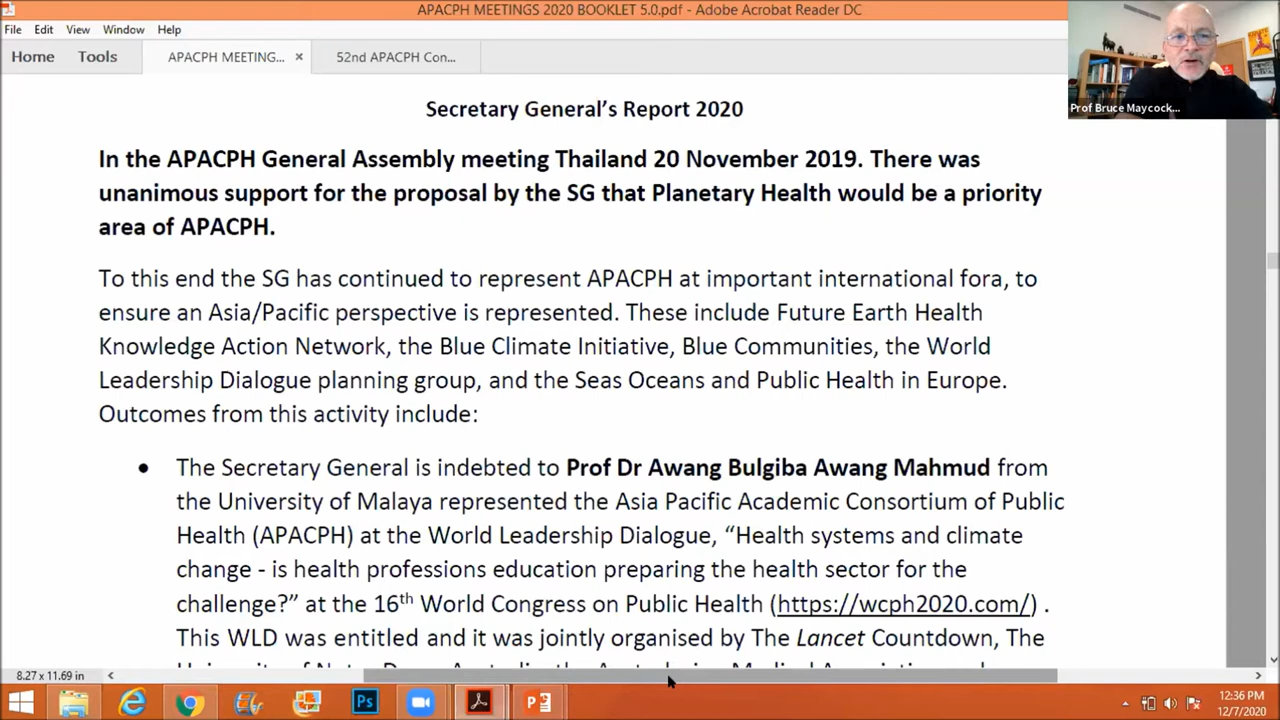 APACPH MEETINGS 2020 BOOKLET 5.0.pdf - Adobe Acrobat Reader DC
File Edit View Window Help
Home Tools APACPH MEETING... × 52nd APACPH Con...
Prof Bruce Maycock...
Secretary General’s Report 2020
In the APACPH General Assembly meeting Thailand 20 November 2019. There was
unanimous support for the proposal by the SG that Planetary Health would be a priority
area of APACPH.
To this end the SG has continued to represent APACPH at important international fora, to
ensure an Asia/Pacific perspective is represented. These include Future Earth Health
Knowledge Action Network, the Blue Climate Initiative, Blue Communities, the World
Leadership Dialogue planning group, and the Seas Oceans and Public Health in Europe.
Outcomes from this activity include:
• The Secretary General is indebted to Prof Dr Awang Bulgiba Awang Mahmud from
the University of Malaya represented the Asia Pacific Academic Consortium of Public
Health (APACPH) at the World Leadership Dialogue, “Health systems and climate
change - is health professions education preparing the health sector for the
challenge?” at the 16th World Congress on Public Health (https://wcph2020.com/) .
This WLD was entitled and it was jointly organised by The Lancet Countdown, The
8.27 x 11.69 in
12:36 PM
12/7/2020